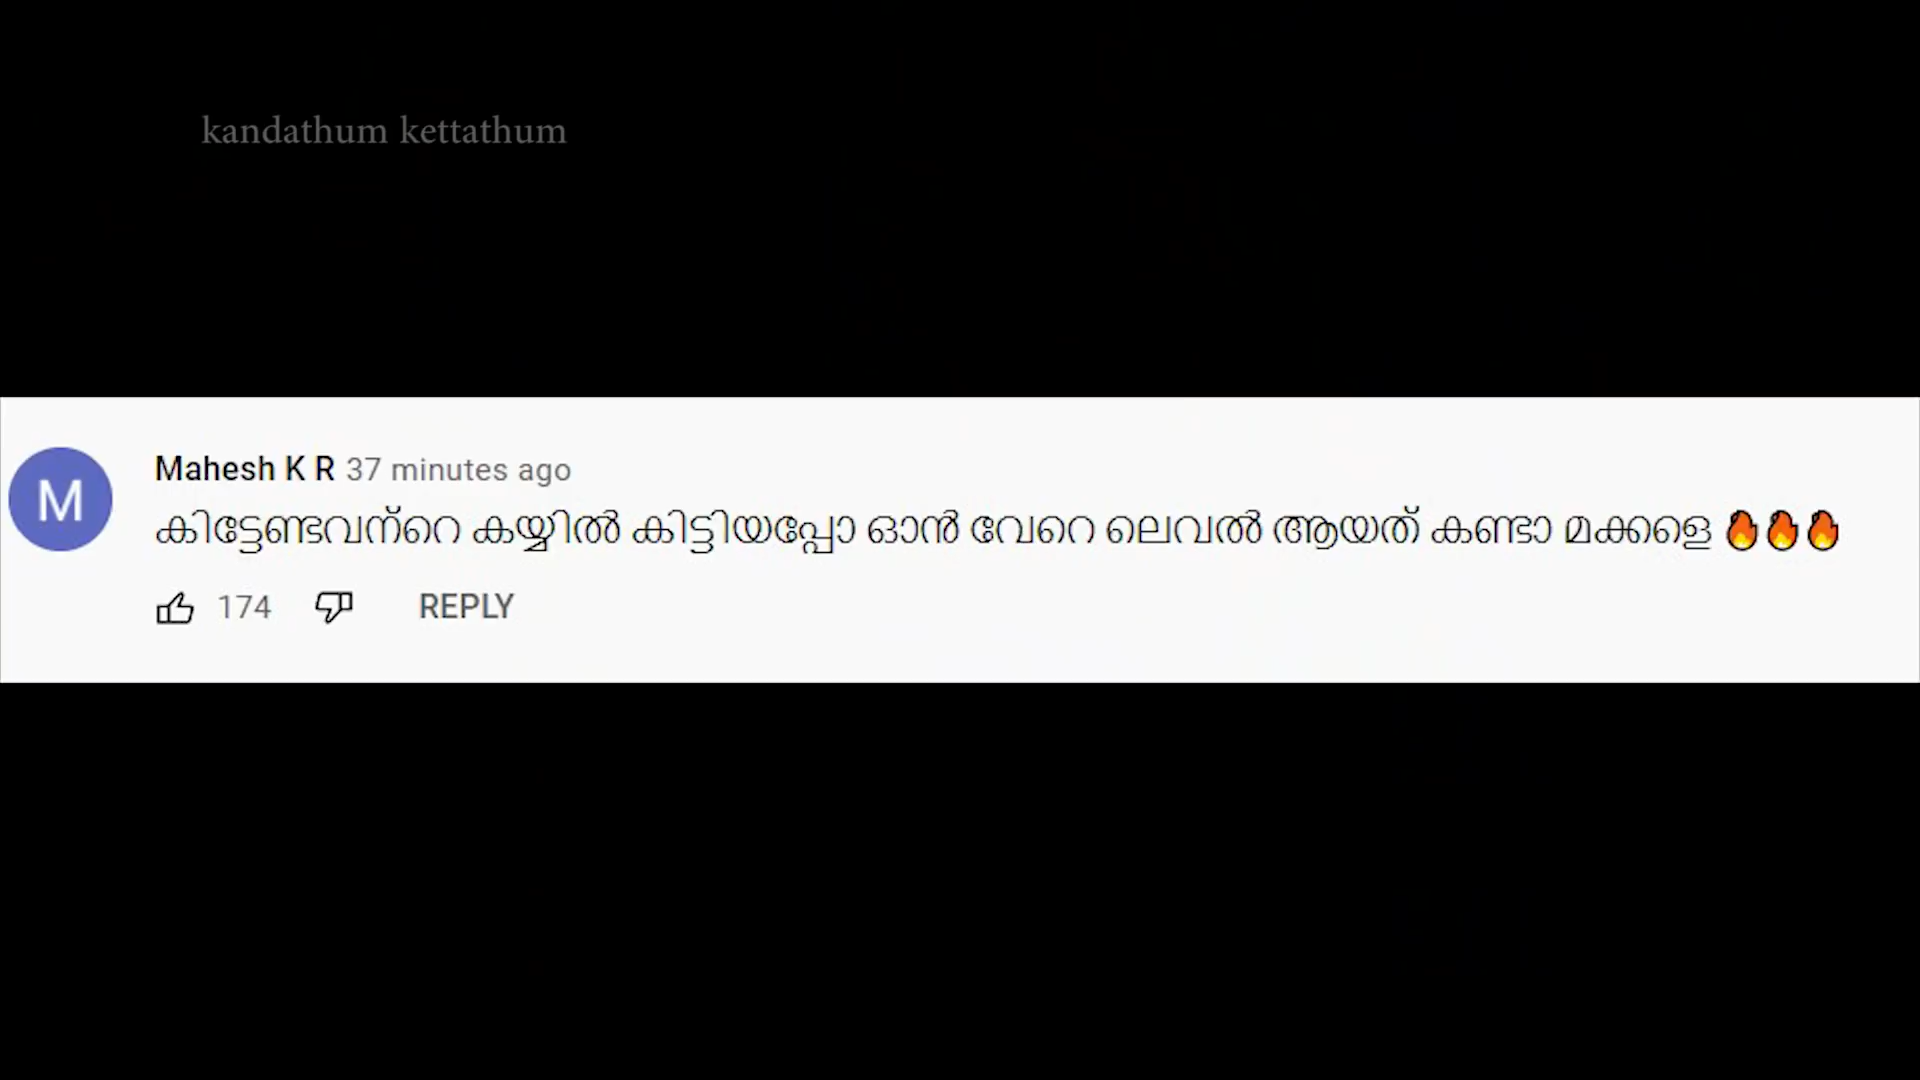 kandathum kettathum
M
Mahesh K R 37 minutes ago
കിട്ടേണ്ടവന്റെ കയ്യിൽ കിട്ടിയപ്പോ ഓൻ വേറെ ലെവൽ ആയത് കണ്ടാ മക്കളെ 🔥🔥🔥
174 REPLY